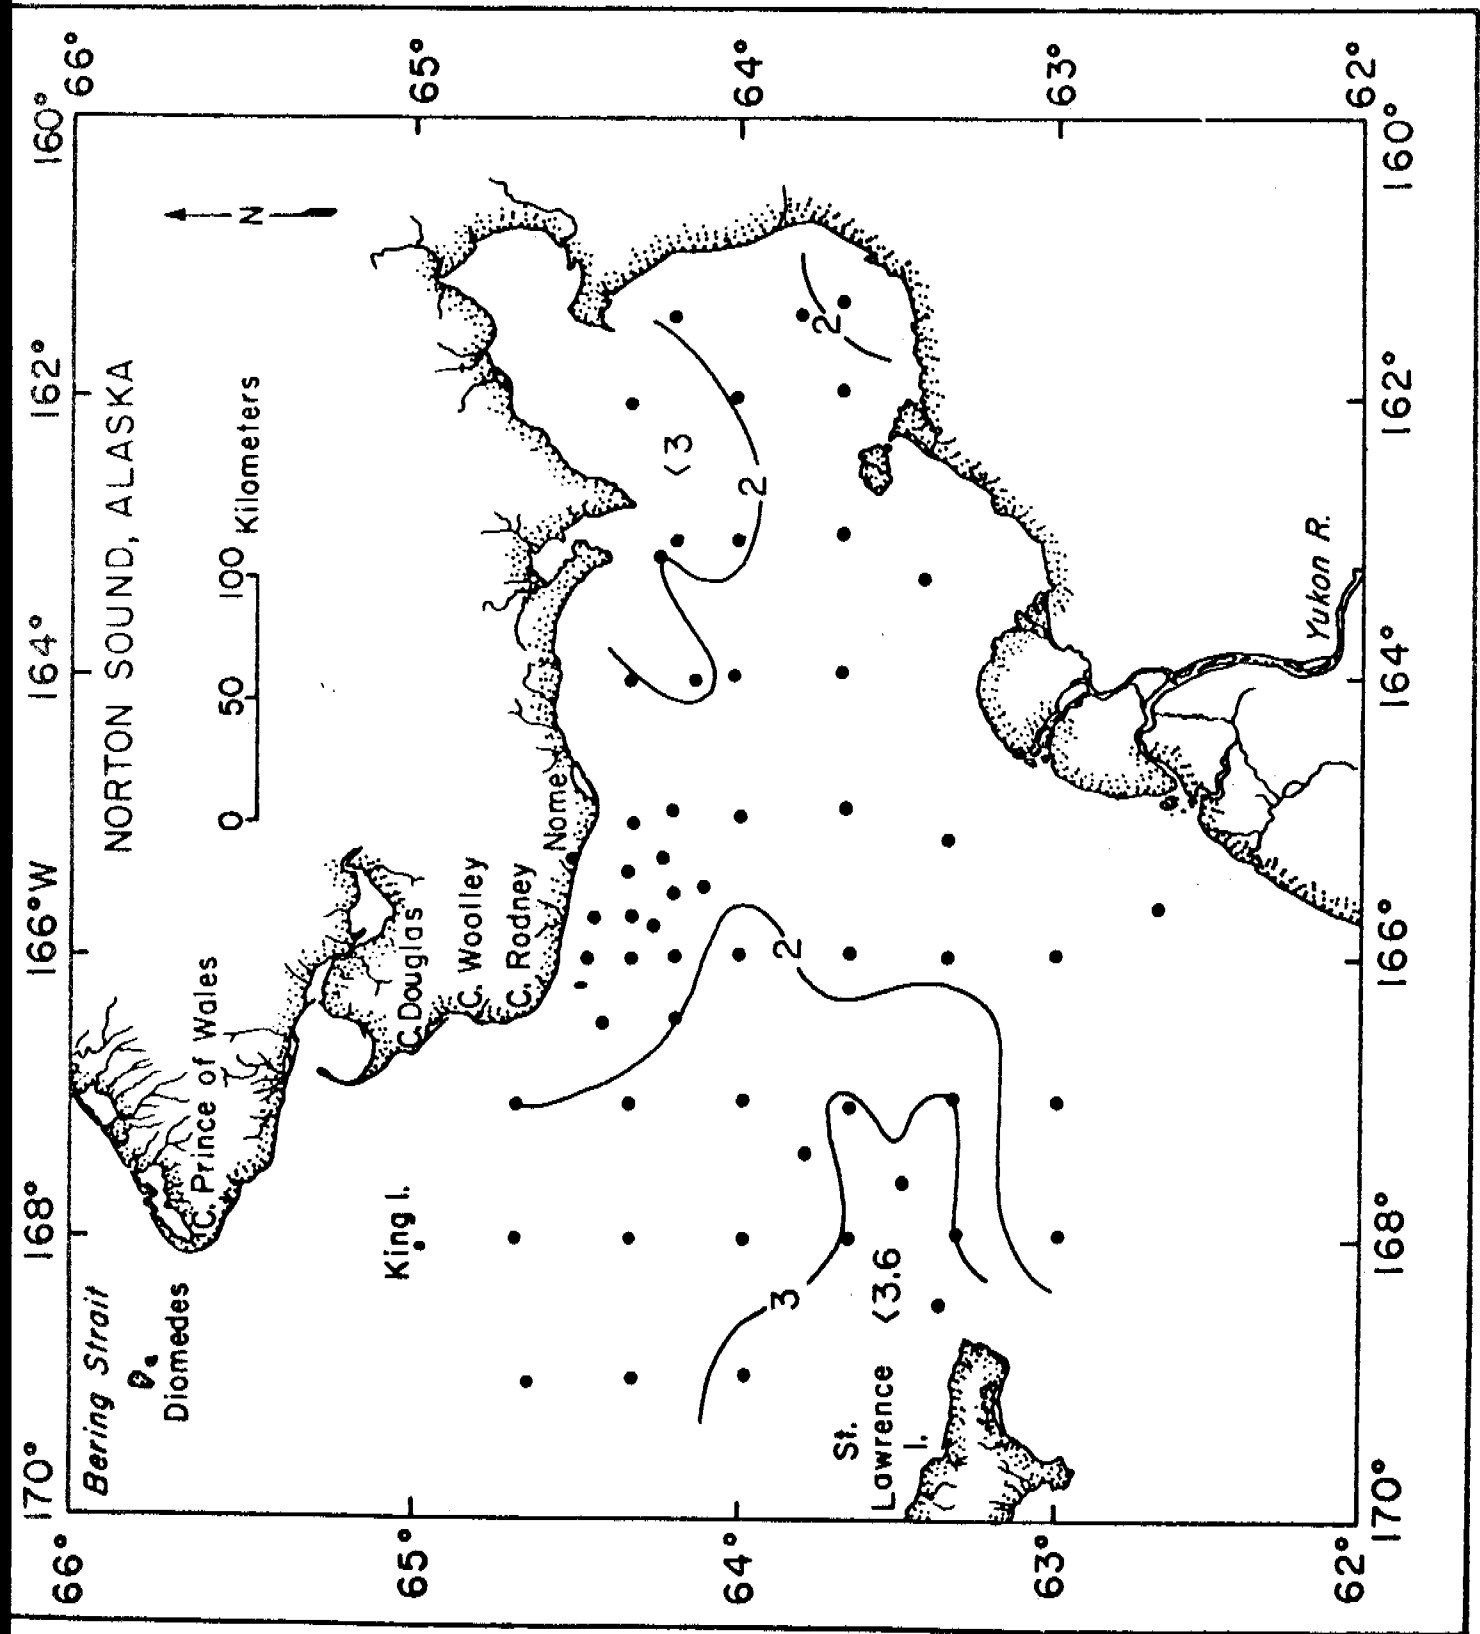 170°
168°
166°W
164°
162°
160°
66°
66°
Bering Strait
NORTON SOUND, ALASKA
Diomedes
C. Prince of Wales
0
50
100
Kilometers
N
65°
65°
King I.
C. Douglas
C. Woolley
C. Rodney
Nome
<3
2
64°
64°
3
2
2
St.
Lawrence
I.
<3.6
63°
63°
Yukon R.
62°
62°
170°
168°
166°
164°
162°
160°